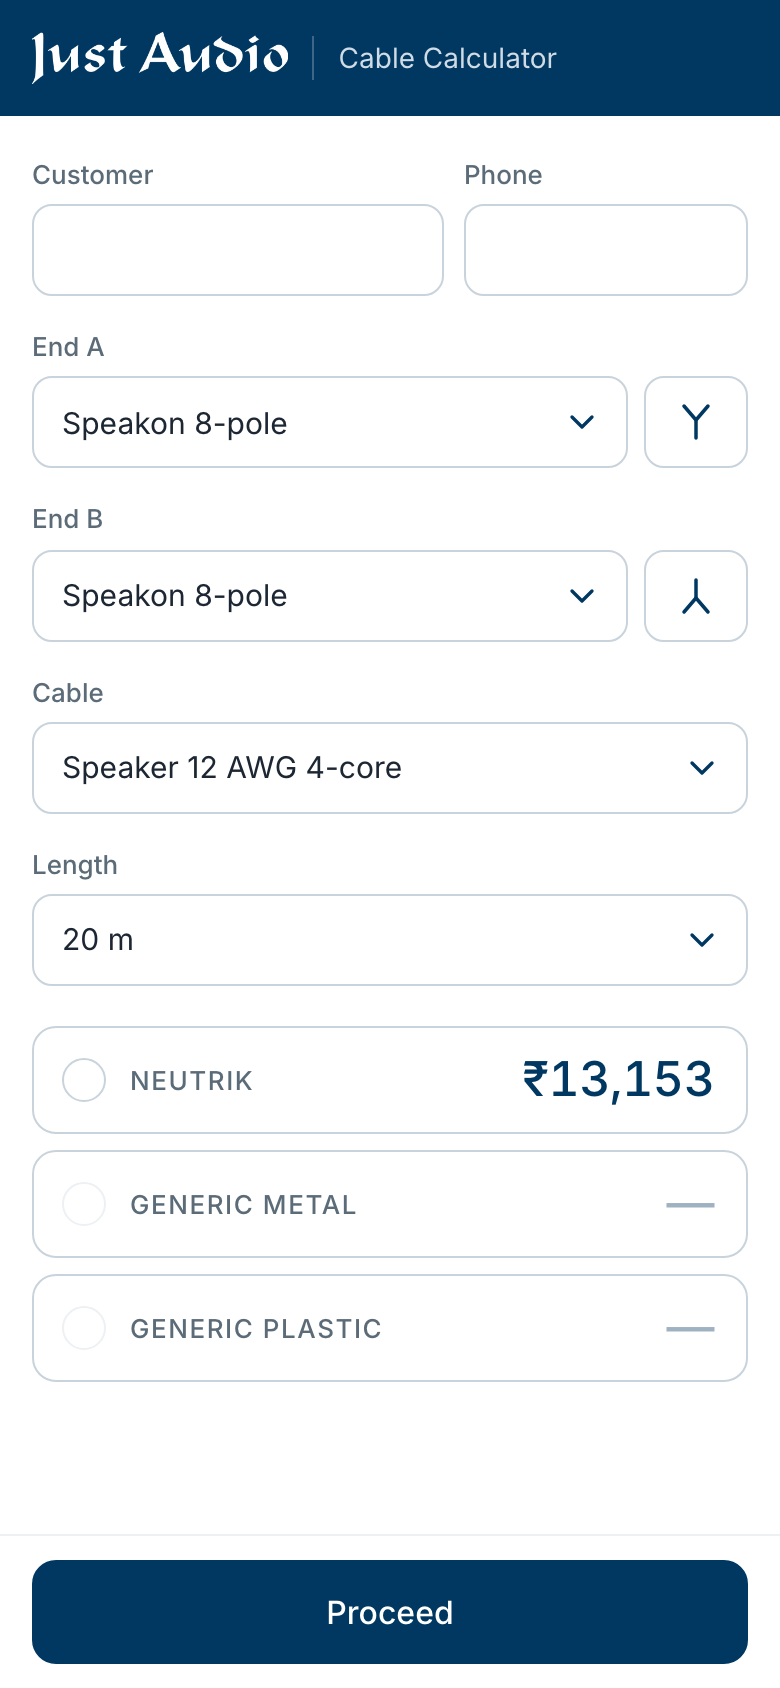 Just Audio
Cable Calculator
Customer
Phone
End A
Speakon 8-pole
End B
Speakon 8-pole
Cable
Speaker 12 AWG 4-core
Length
20 m
NEUTRIK
₹13,153
GENERIC METAL
—
GENERIC PLASTIC
—
Proceed